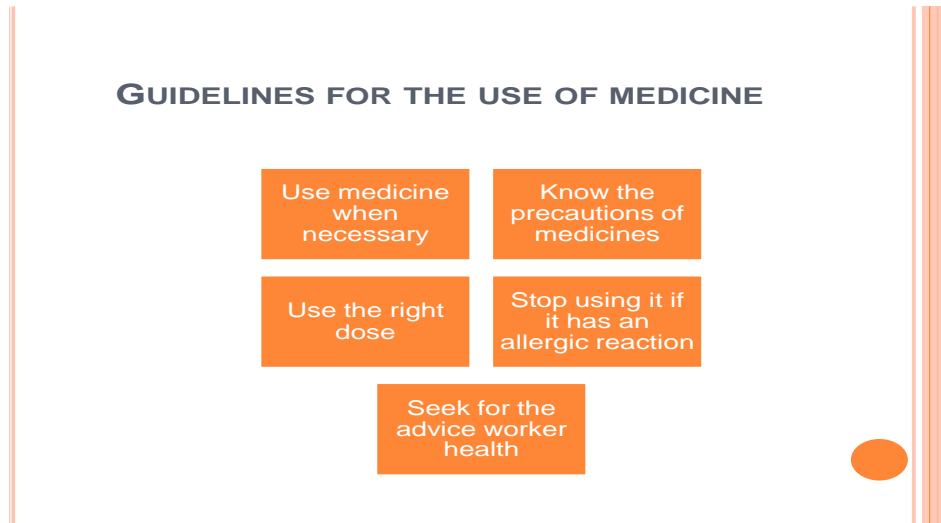 GUIDELINES FOR THE USE OF MEDICINE
Use medicine
when
necessary
Know the
precautions of
medicines
Use the right
dose
Stop using it if
it has an
allergic reaction
Seek for the
advice worker
health